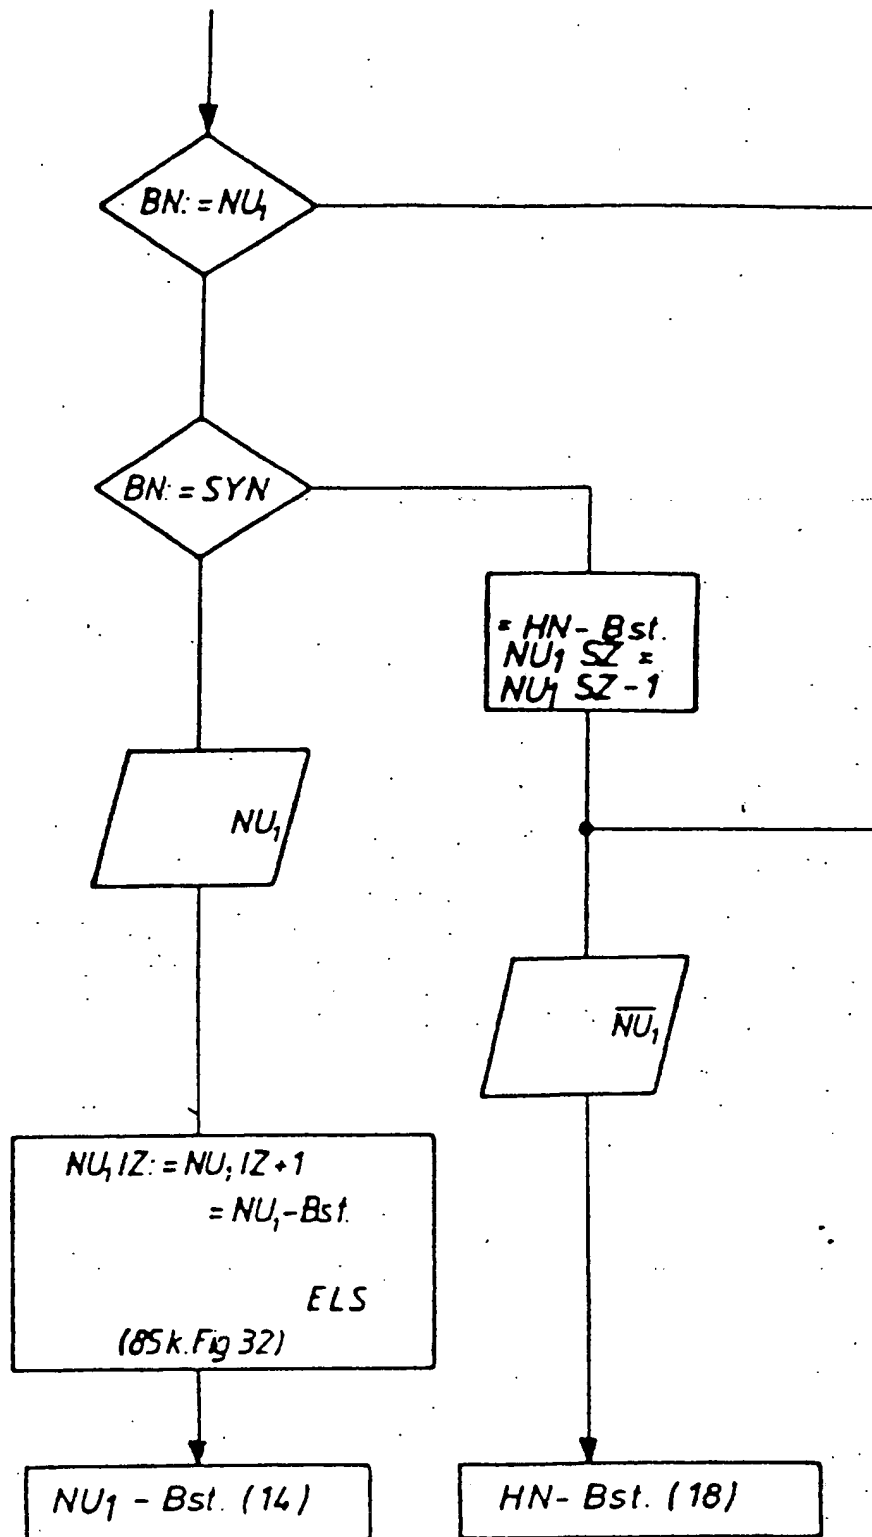 BN: = NU₁
BN: = SYN
= HN - Bst.
NU₁ SZ =
NU₁ SZ - 1
NU₁
N̅U̅₁
NU₁ IZ: = NU₁ IZ + 1
= NU₁ - Bst.
ELS
(85k. Fig 32)
NU₁ - Bst. (14)
HN - Bst. (18)